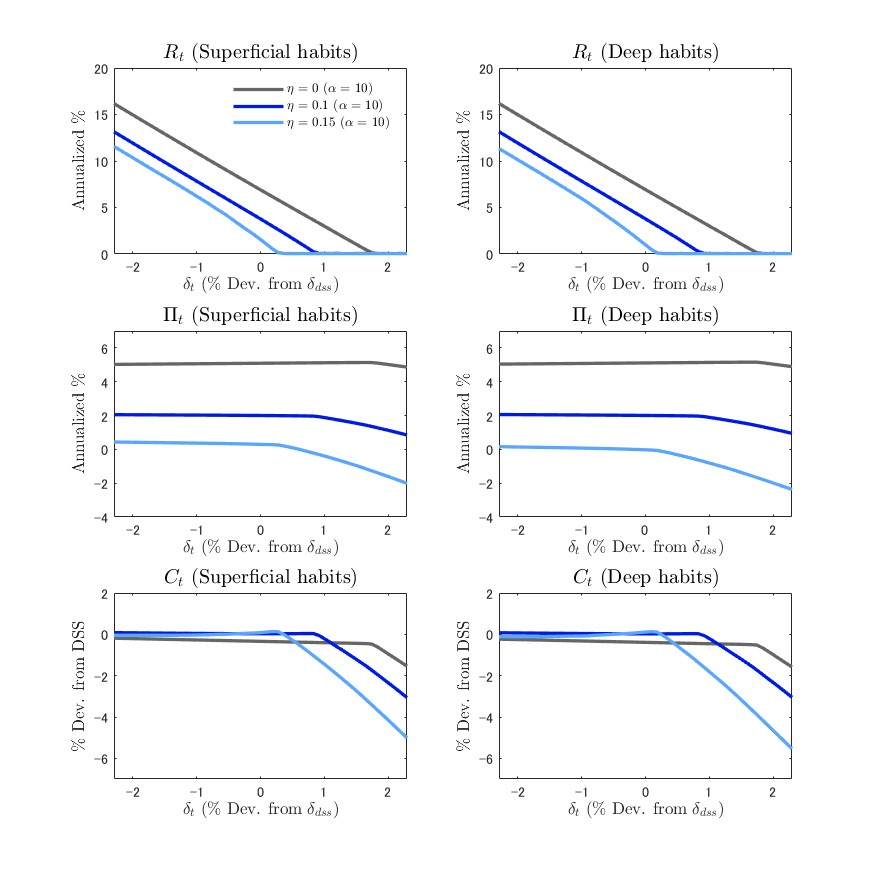 R_t (Superficial habits)
20
15
10
5
0
Annualized %
η = 0 (α = 10)
η = 0.1 (α = 10)
η = 0.15 (α = 10)
−2 −1 0 1 2
δ_t (% Dev. from δ_dss)
R_t (Deep habits)
20
15
10
5
0
Annualized %
−2 −1 0 1 2
δ_t (% Dev. from δ_dss)
Π_t (Superficial habits)
6
4
2
0
−2
−4
Annualized %
−2 −1 0 1 2
δ_t (% Dev. from δ_dss)
Π_t (Deep habits)
6
4
2
0
−2
−4
Annualized %
−2 −1 0 1 2
δ_t (% Dev. from δ_dss)
C_t (Superficial habits)
2
0
−2
−4
−6
% Dev. from DSS
−2 −1 0 1 2
δ_t (% Dev. from δ_dss)
C_t (Deep habits)
2
0
−2
−4
−6
% Dev. from DSS
−2 −1 0 1 2
δ_t (% Dev. from δ_dss)